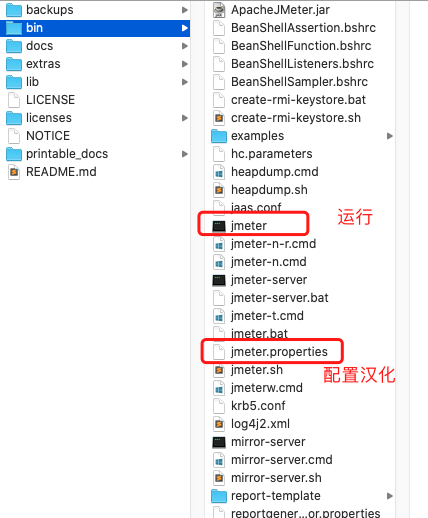 backups
bin
docs
extras
lib
LICENSE
licenses
NOTICE
printable_docs
README.md
ApacheJMeter.jar
BeanShellAssertion.bshrc
BeanShellFunction.bshrc
BeanShellListeners.bshrc
BeanShellSampler.bshrc
create-rmi-keystore.bat
create-rmi-keystore.sh
examples
hc.parameters
heapdump.cmd
heapdump.sh
jaas.conf
jmeter
运行
jmeter-n-r.cmd
jmeter-n.cmd
jmeter-server
jmeter-server.bat
jmeter-t.cmd
jmeter.bat
jmeter.properties
jmeter.sh
配置汉化
jmeterw.cmd
krb5.conf
log4j2.xml
mirror-server
mirror-server.cmd
mirror-server.sh
report-template
reportgener...or.properties